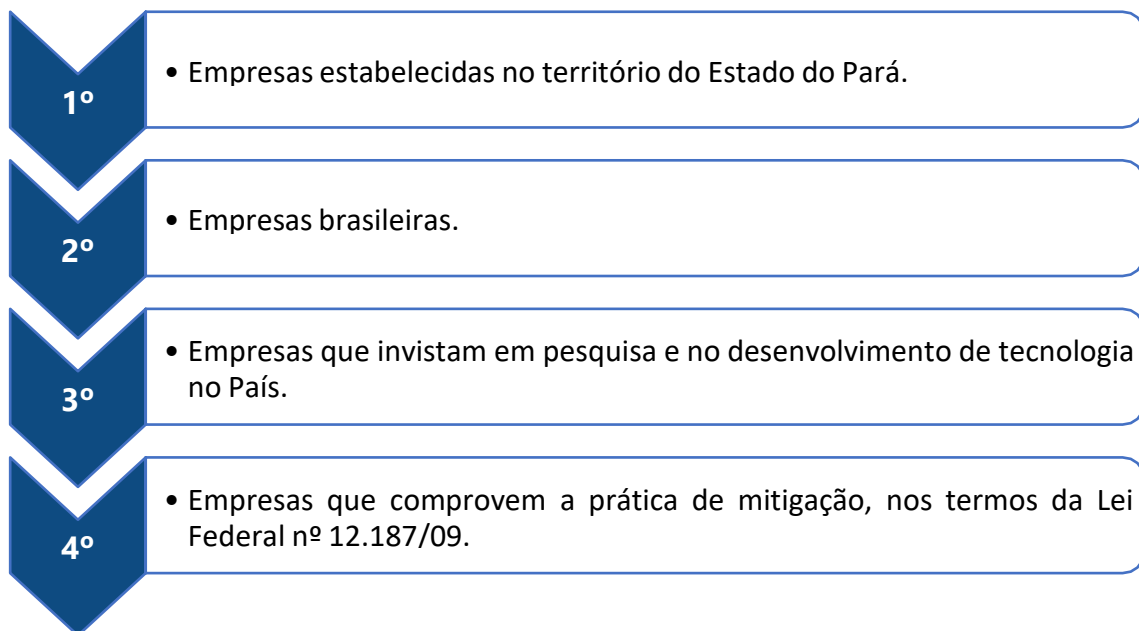 1º
• Empresas estabelecidas no território do Estado do Pará.
2º
• Empresas brasileiras.
3º
• Empresas que invistam em pesquisa e no desenvolvimento de tecnologia
no País.
4º
• Empresas que comprovem a prática de mitigação, nos termos da Lei
Federal nº 12.187/09.